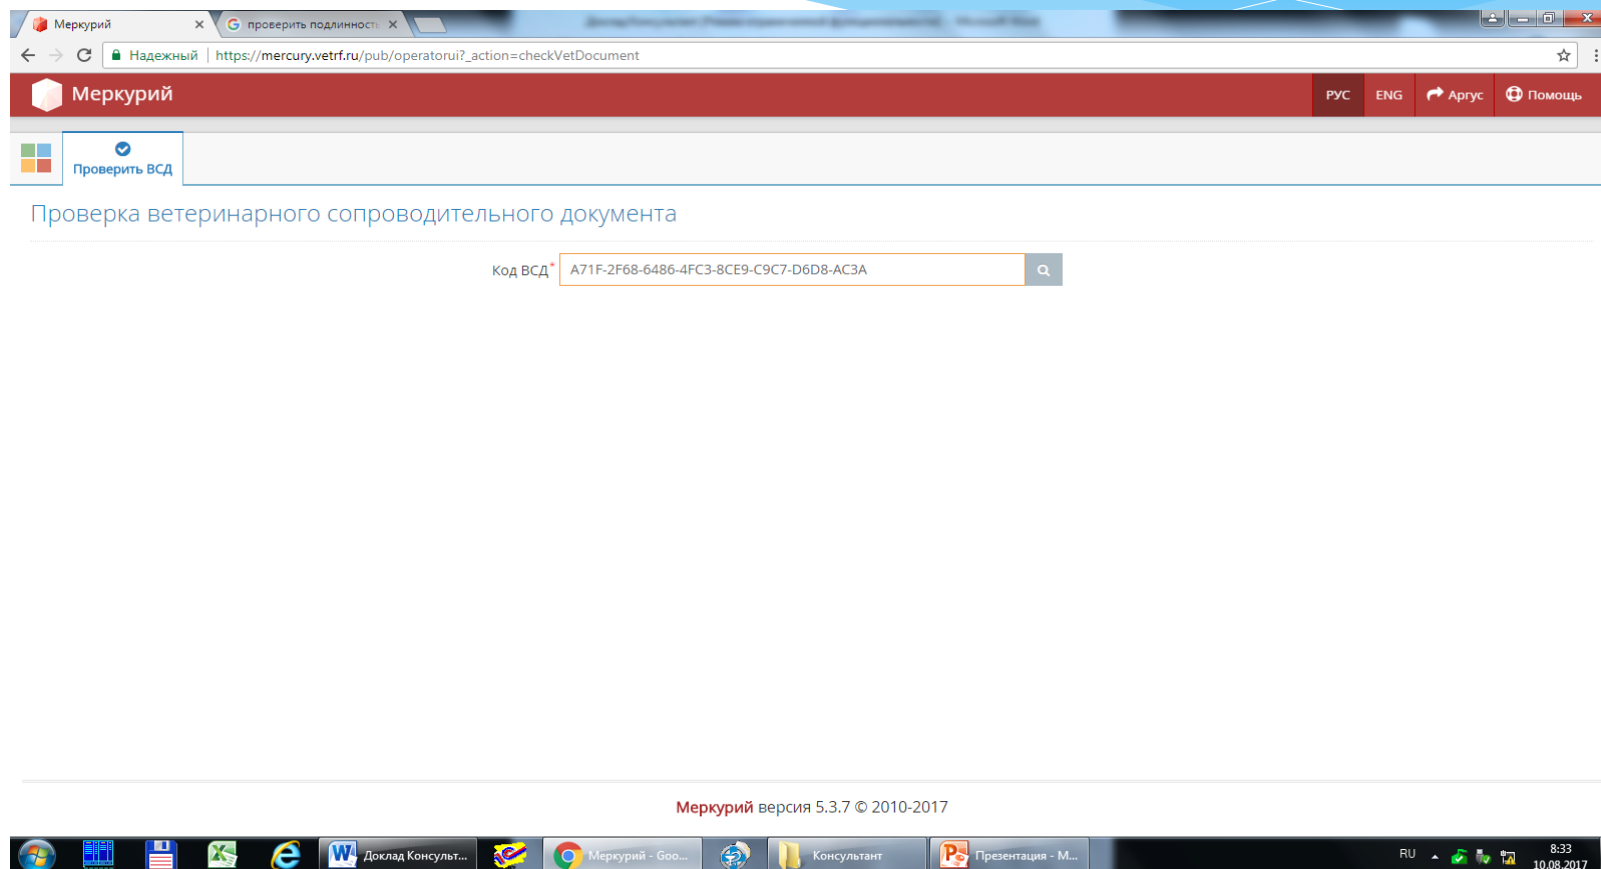 Меркурий
проверить подлинность
Надежный | https://mercury.vetrf.ru/pub/operatorui?_action=checkVetDocument
Меркурий
РУС ENG Аргус Помощь
Проверить ВСД
Проверка ветеринарного сопроводительного документа
Код ВСД* A71F-2F68-6486-4FC3-8CE9-C9C7-D6D8-AC3A
Меркурий версия 5.3.7 © 2010-2017
Доклад Консульт... Меркурий - Goo... Консультант Презентация - M... RU 8:33
10.08.2017